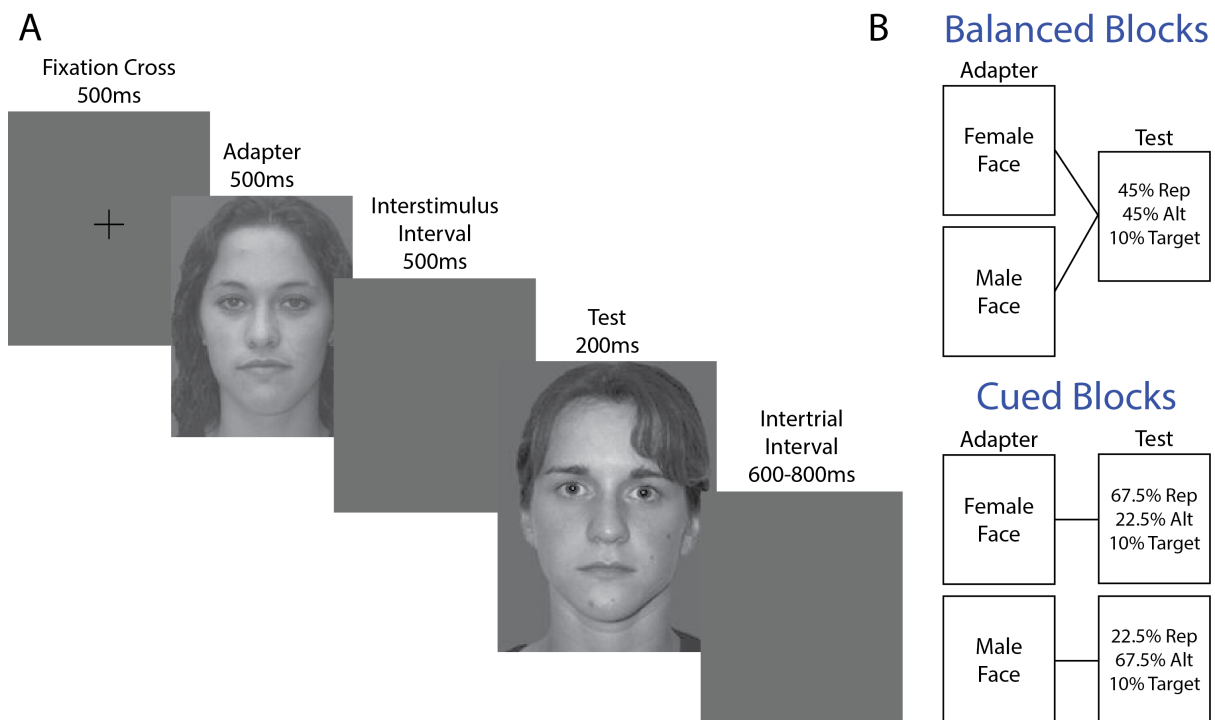 A
Fixation Cross
500ms
Adapter
500ms
Interstimulus
Interval
500ms
Test
200ms
Intertrial
Interval
600-800ms
B
Balanced Blocks
Adapter
Female
Face
Male
Face
Test
45% Rep
45% Alt
10% Target
Cued Blocks
Adapter
Test
Female
Face
67.5% Rep
22.5% Alt
10% Target
Male
Face
22.5% Rep
67.5% Alt
10% Target